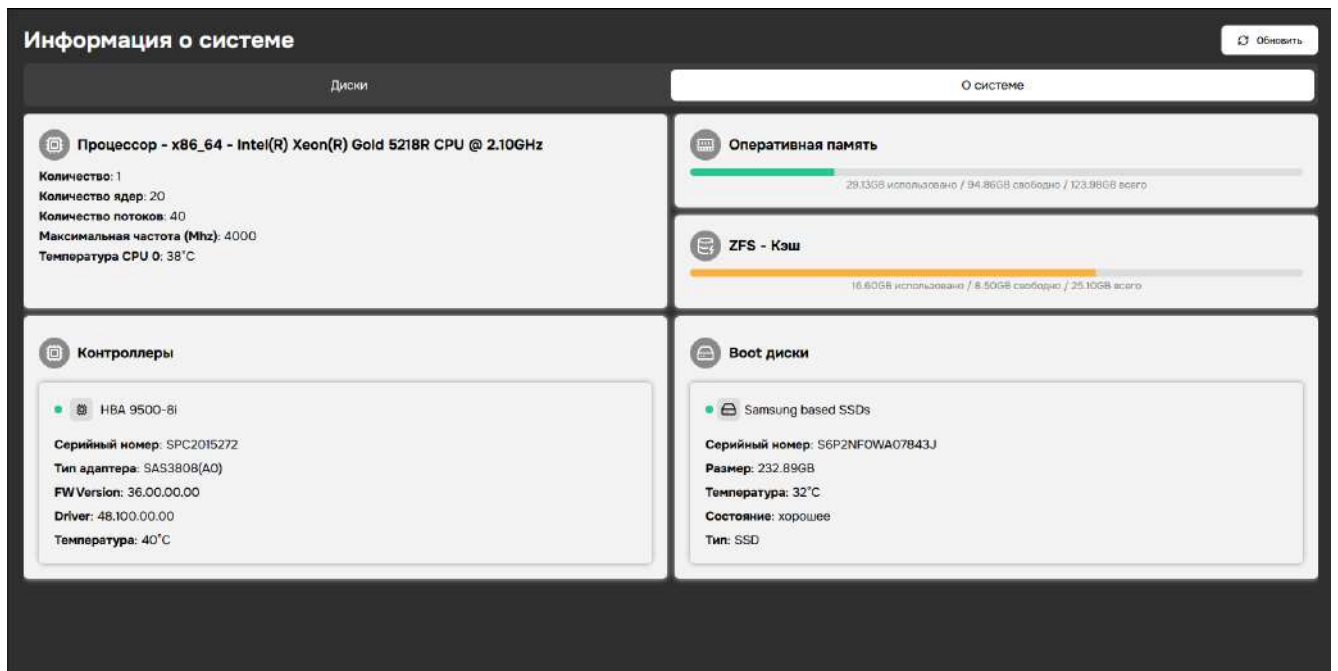 Информация о системе
Обновить
Диски
О системе
Процессор - x86_64 - Intel(R) Xeon(R) Gold 5218R CPU @ 2.10GHz
Количество: 1
Количество ядер: 20
Количество потоков: 40
Максимальная частота (Mhz): 4000
Температура CPU 0: 38°C
Оперативная память
29.13GB использовано / 94.86GB свободно / 123.98GB всего
ZFS - Кэш
16.60GB использовано / 8.50GB свободно / 25.10GB всего
Контроллеры
HBA 9500-8i
Серийный номер: SPC2015272
Тип адаптера: SAS3808(A0)
FW Version: 36.00.00.00
Driver: 48.100.00.00
Температура: 40°C
Boot диски
Samsung based SSDs
Серийный номер: S6P2NF0WA07843J
Размер: 232.89GB
Температура: 32°C
Состояние: хорошее
Тип: SSD